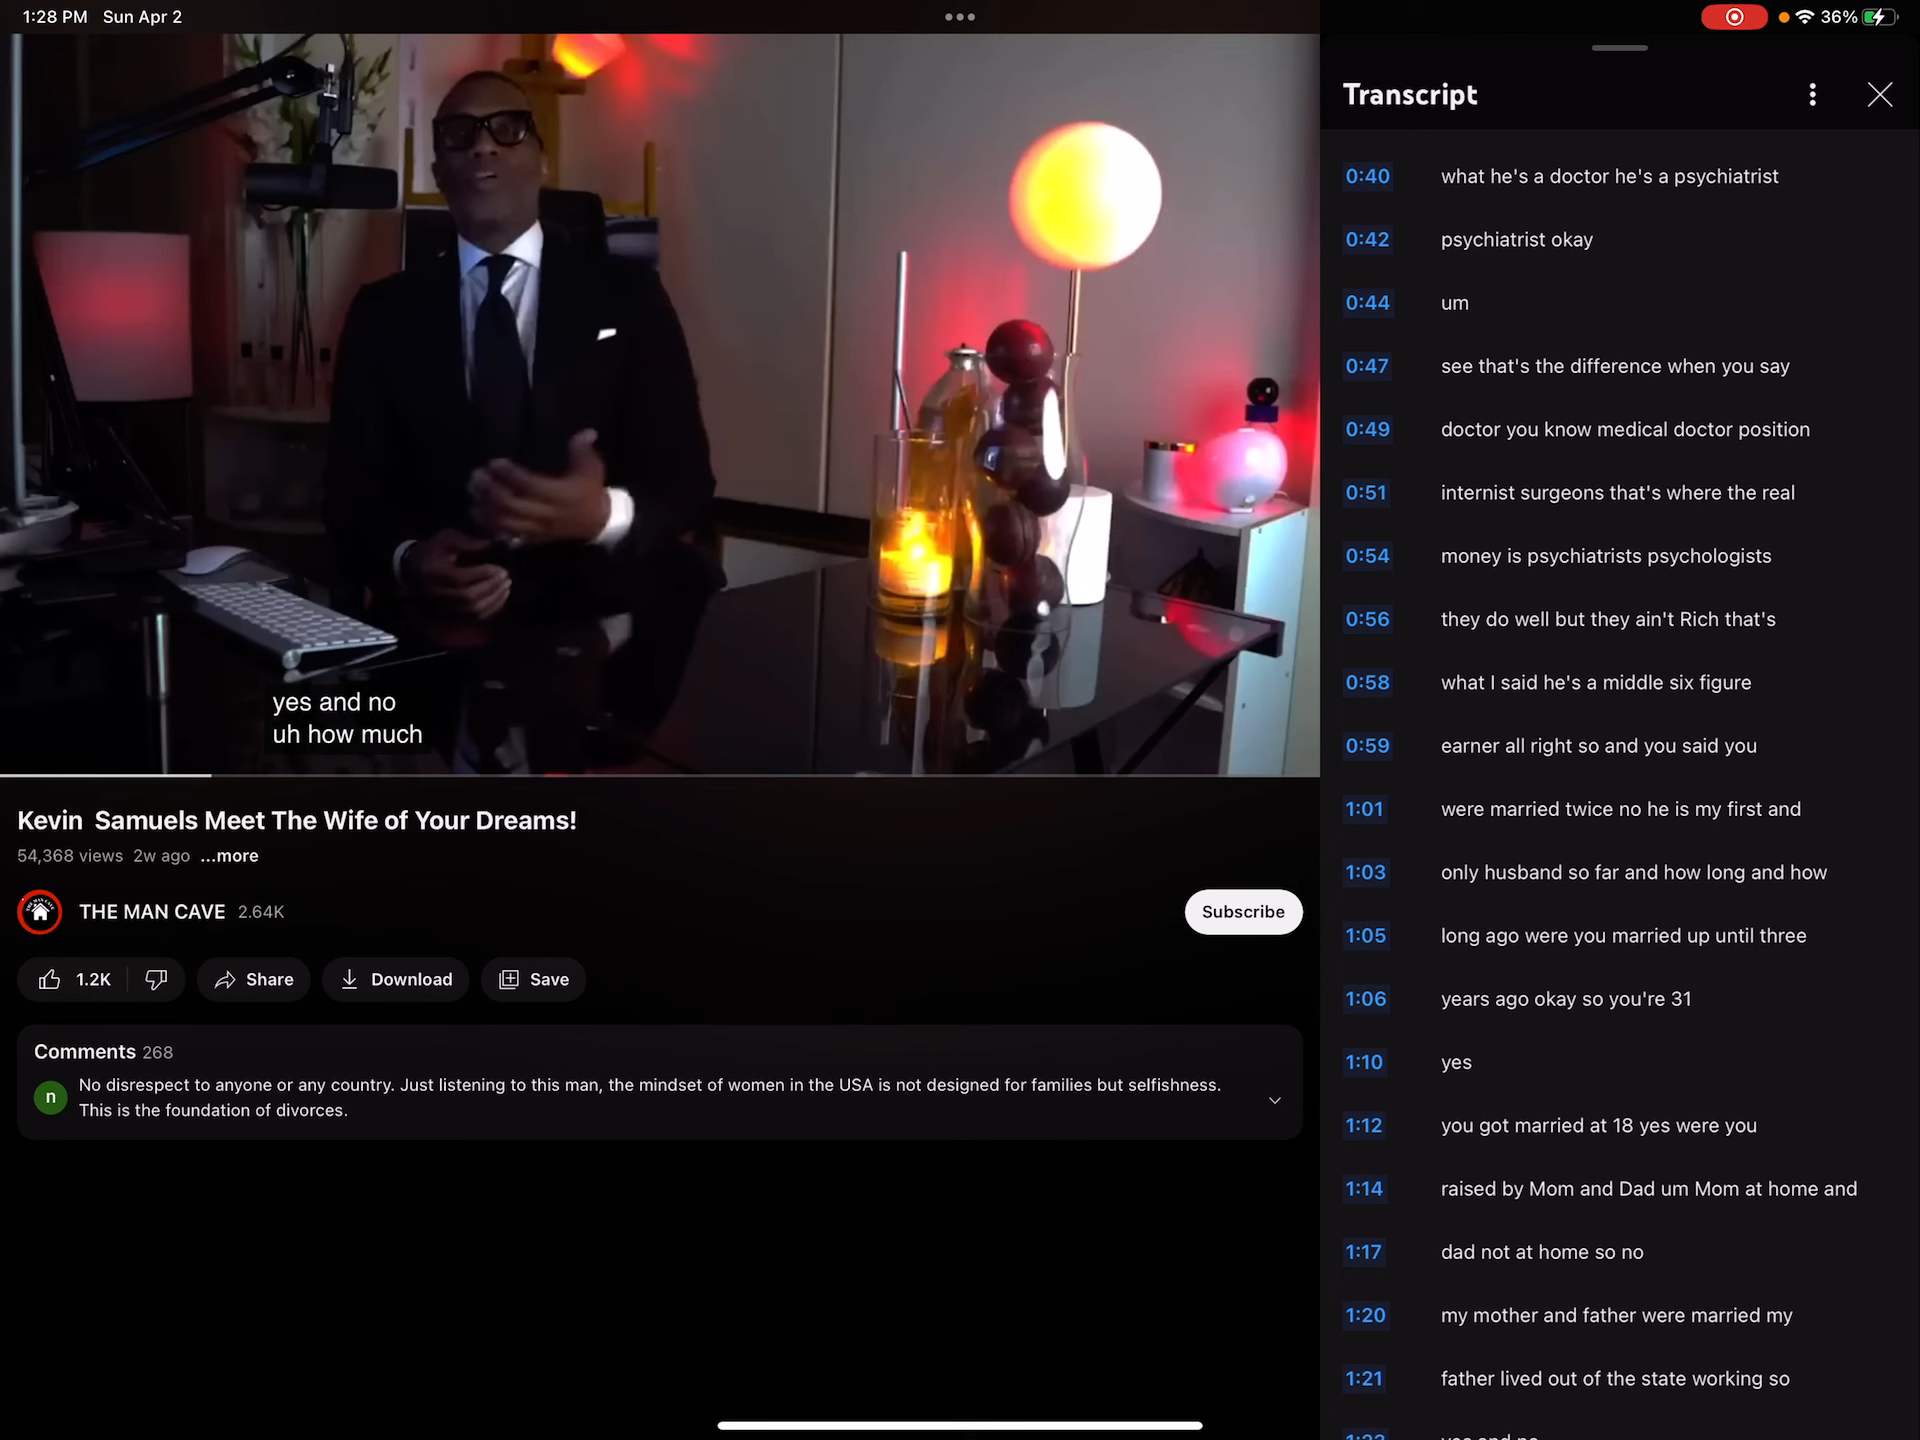 1:28 PM Sun Apr 2
36%
yes and no
uh how much
Kevin  Samuels Meet The Wife of Your Dreams!
54,368 views 2w ago ...more
THE MAN CAVE 2.64K
Subscribe
1.2K
Share
Download
Save
Comments 268
n
No disrespect to anyone or any country. Just listening to this man, the mindset of women in the USA is not designed for families but selfishness.
This is the foundation of divorces.
Transcript
0:40 what he's a doctor he's a psychiatrist
0:42 psychiatrist okay
0:44 um
0:47 see that's the difference when you say
0:49 doctor you know medical doctor position
0:51 internist surgeons that's where the real
0:54 money is psychiatrists psychologists
0:56 they do well but they ain't Rich that's
0:58 what I said he's a middle six figure
0:59 earner all right so and you said you
1:01 were married twice no he is my first and
1:03 only husband so far and how long and how
1:05 long ago were you married up until three
1:06 years ago okay so you're 31
1:10 yes
1:12 you got married at 18 yes were you
1:14 raised by Mom and Dad um Mom at home and
1:17 dad not at home so no
1:20 my mother and father were married my
1:21 father lived out of the state working so